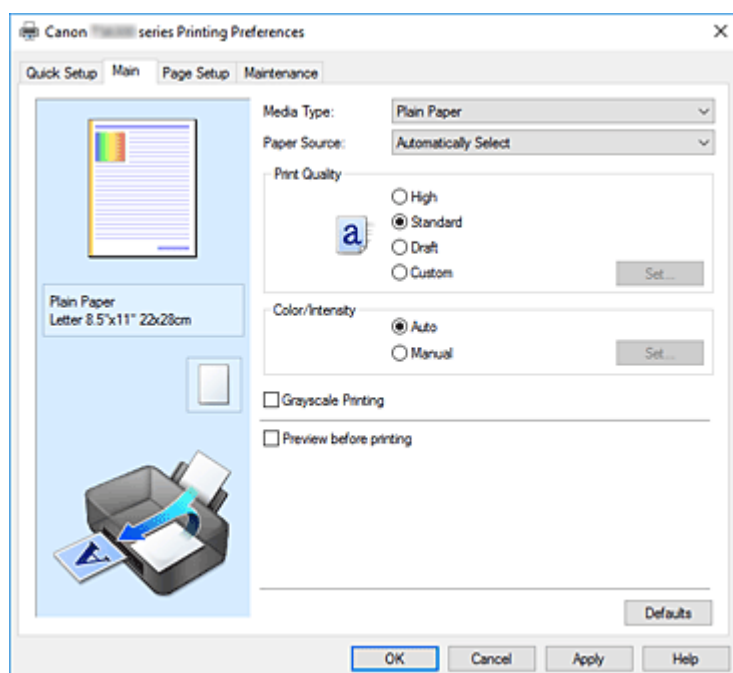 Canon series Printing Preferences
Quick Setup Main Page Setup Maintenance
Media Type: Plain Paper
Paper Source: Automatically Select
Print Quality
High
a
Standard
Draft
Custom Set...
Plain Paper
Letter 8.5"x11" 22x28cm
Color/Intensity
Auto
Manual Set...
Grayscale Printing
Preview before printing
A
Defaults
OK Cancel Apply Help